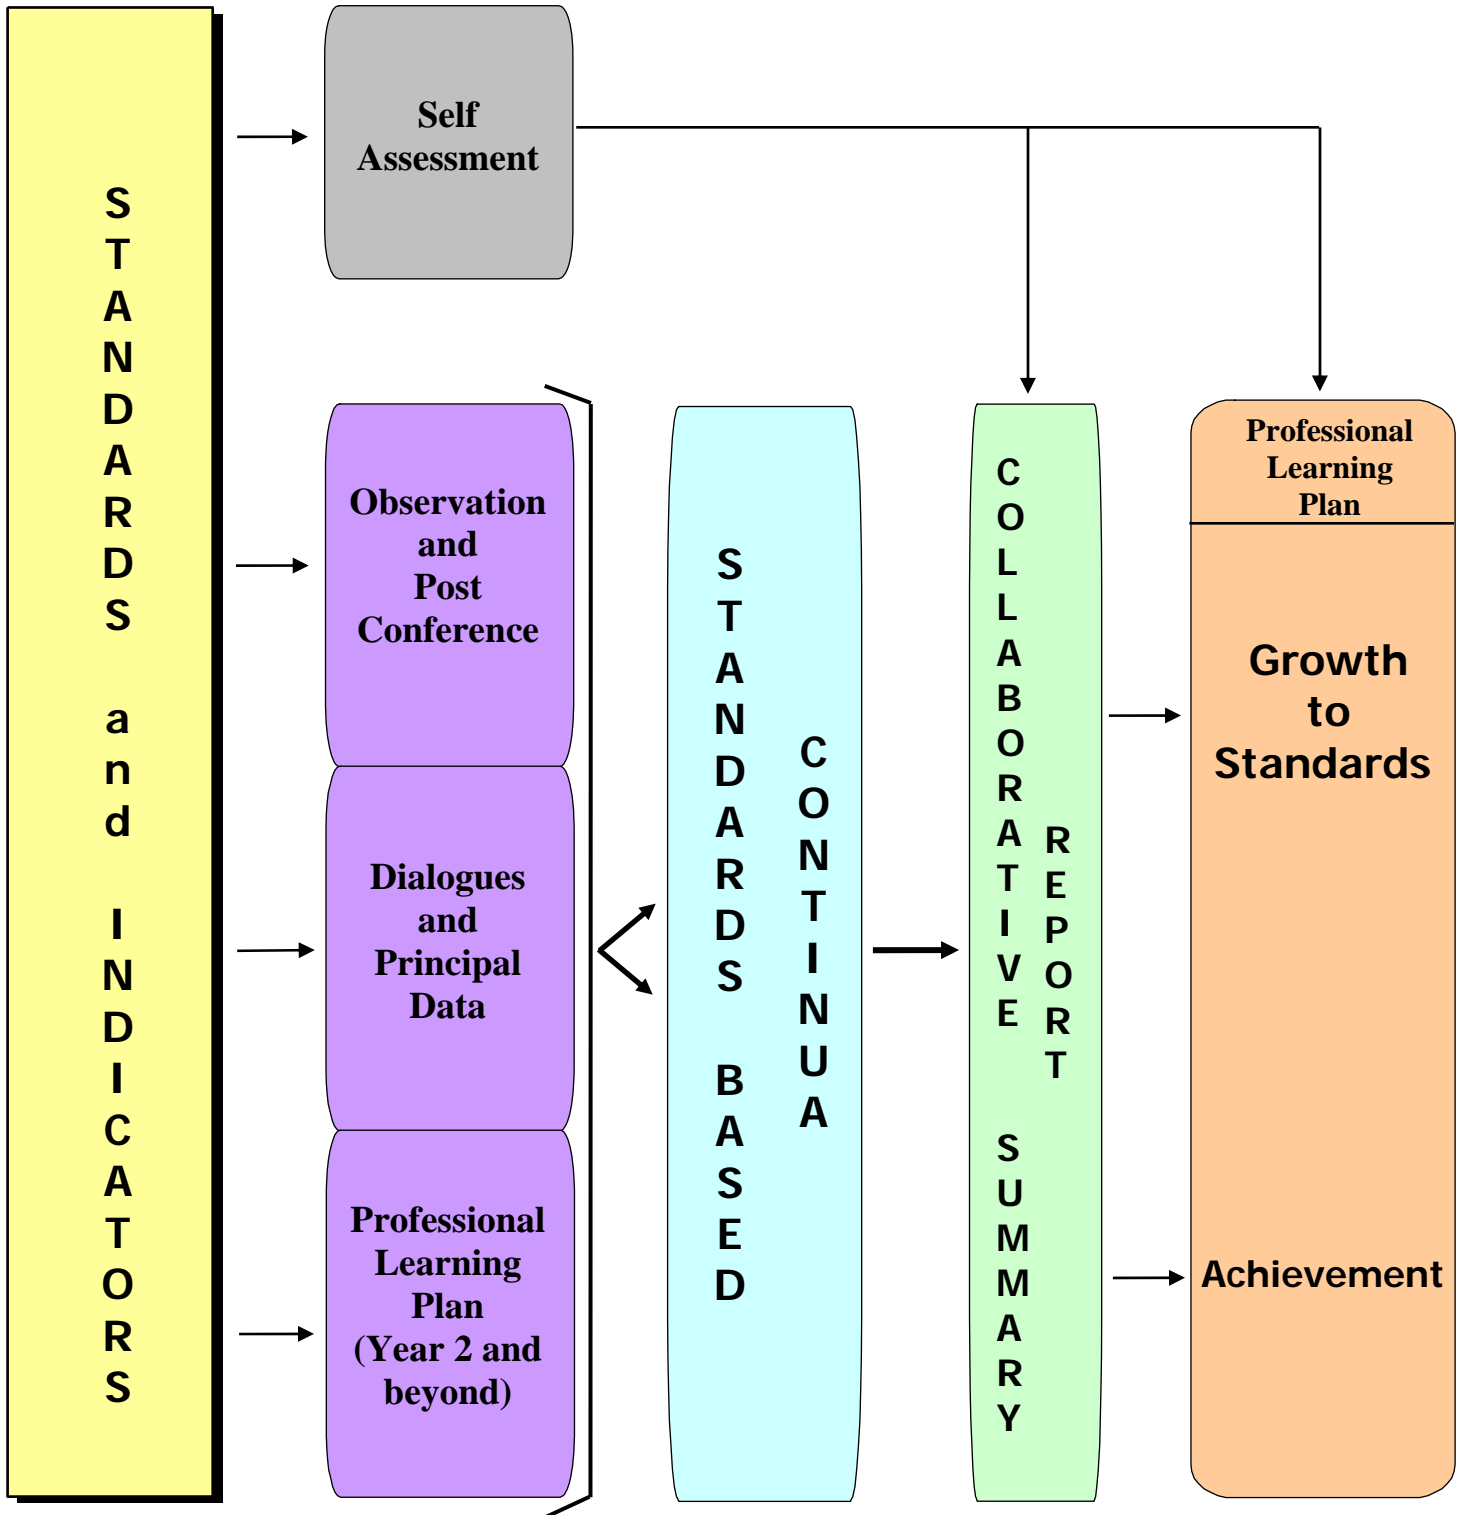 STANDARDS and INDICATORS
Self
Assessment
Observation
and
Post
Conference
Dialogues
and
Principal
Data
Professional
Learning
Plan
(Year 2 and
beyond)
STANDARDS BASED
CONTINUA
COLLABORATIVE SUMMARY
REPORT
Professional
Learning
Plan
Growth
to
Standards
Achievement